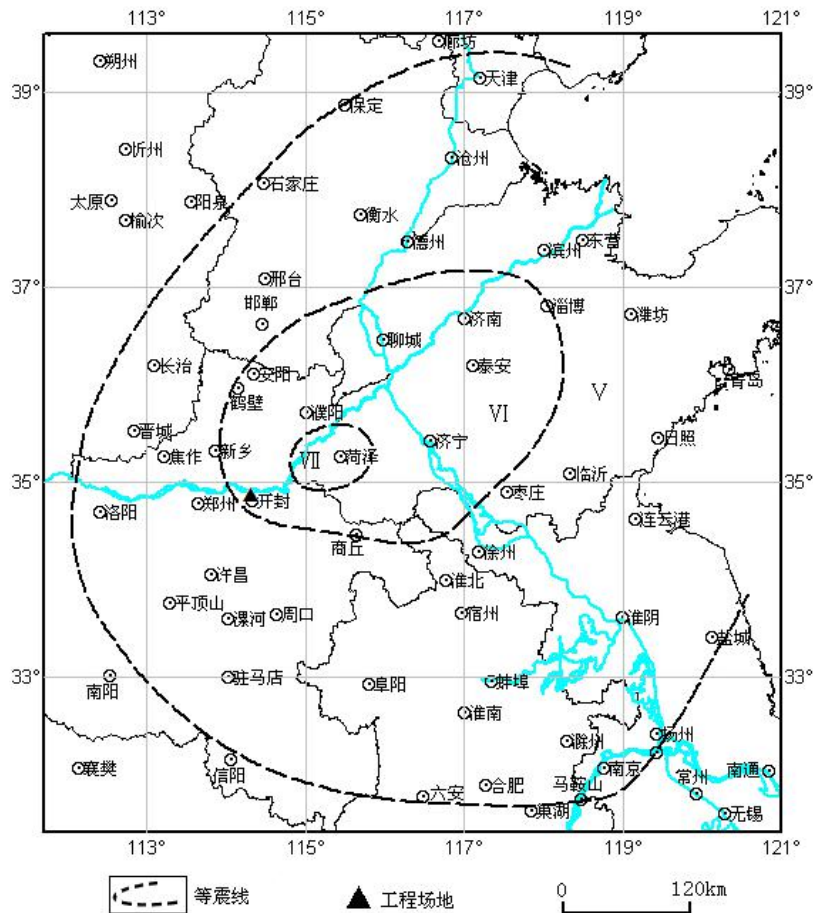 113° 115° 117° 119° 121°
廊坊
朔州
天津
39° 39°
保定
忻州
沧州
石家庄
太原 阳泉
榆次
衡水
德州
滨州 东营
37° 37°
邢台
邯郸
淄博
济南
潍坊
聊城
长治
安阳
泰安
青岛
鹤壁
濮阳
Ⅵ
Ⅴ
晋城
新乡
焦作
Ⅶ
菏泽
济宁
日照
35° 35°
临沂
枣庄
郑州
开封
洛阳
连云港
商丘
徐州
许昌
淮北
平顶山
漯河
周口
宿州
淮阴
盐城
33° 33°
南阳
驻马店
阜阳
蚌埠
淮南
扬州
滁州
襄樊
信阳
南京
南通
马鞍山
常州
六安
合肥
巢湖
无锡
113° 115° 117° 119° 121°
等震线
工程场地
0 120km